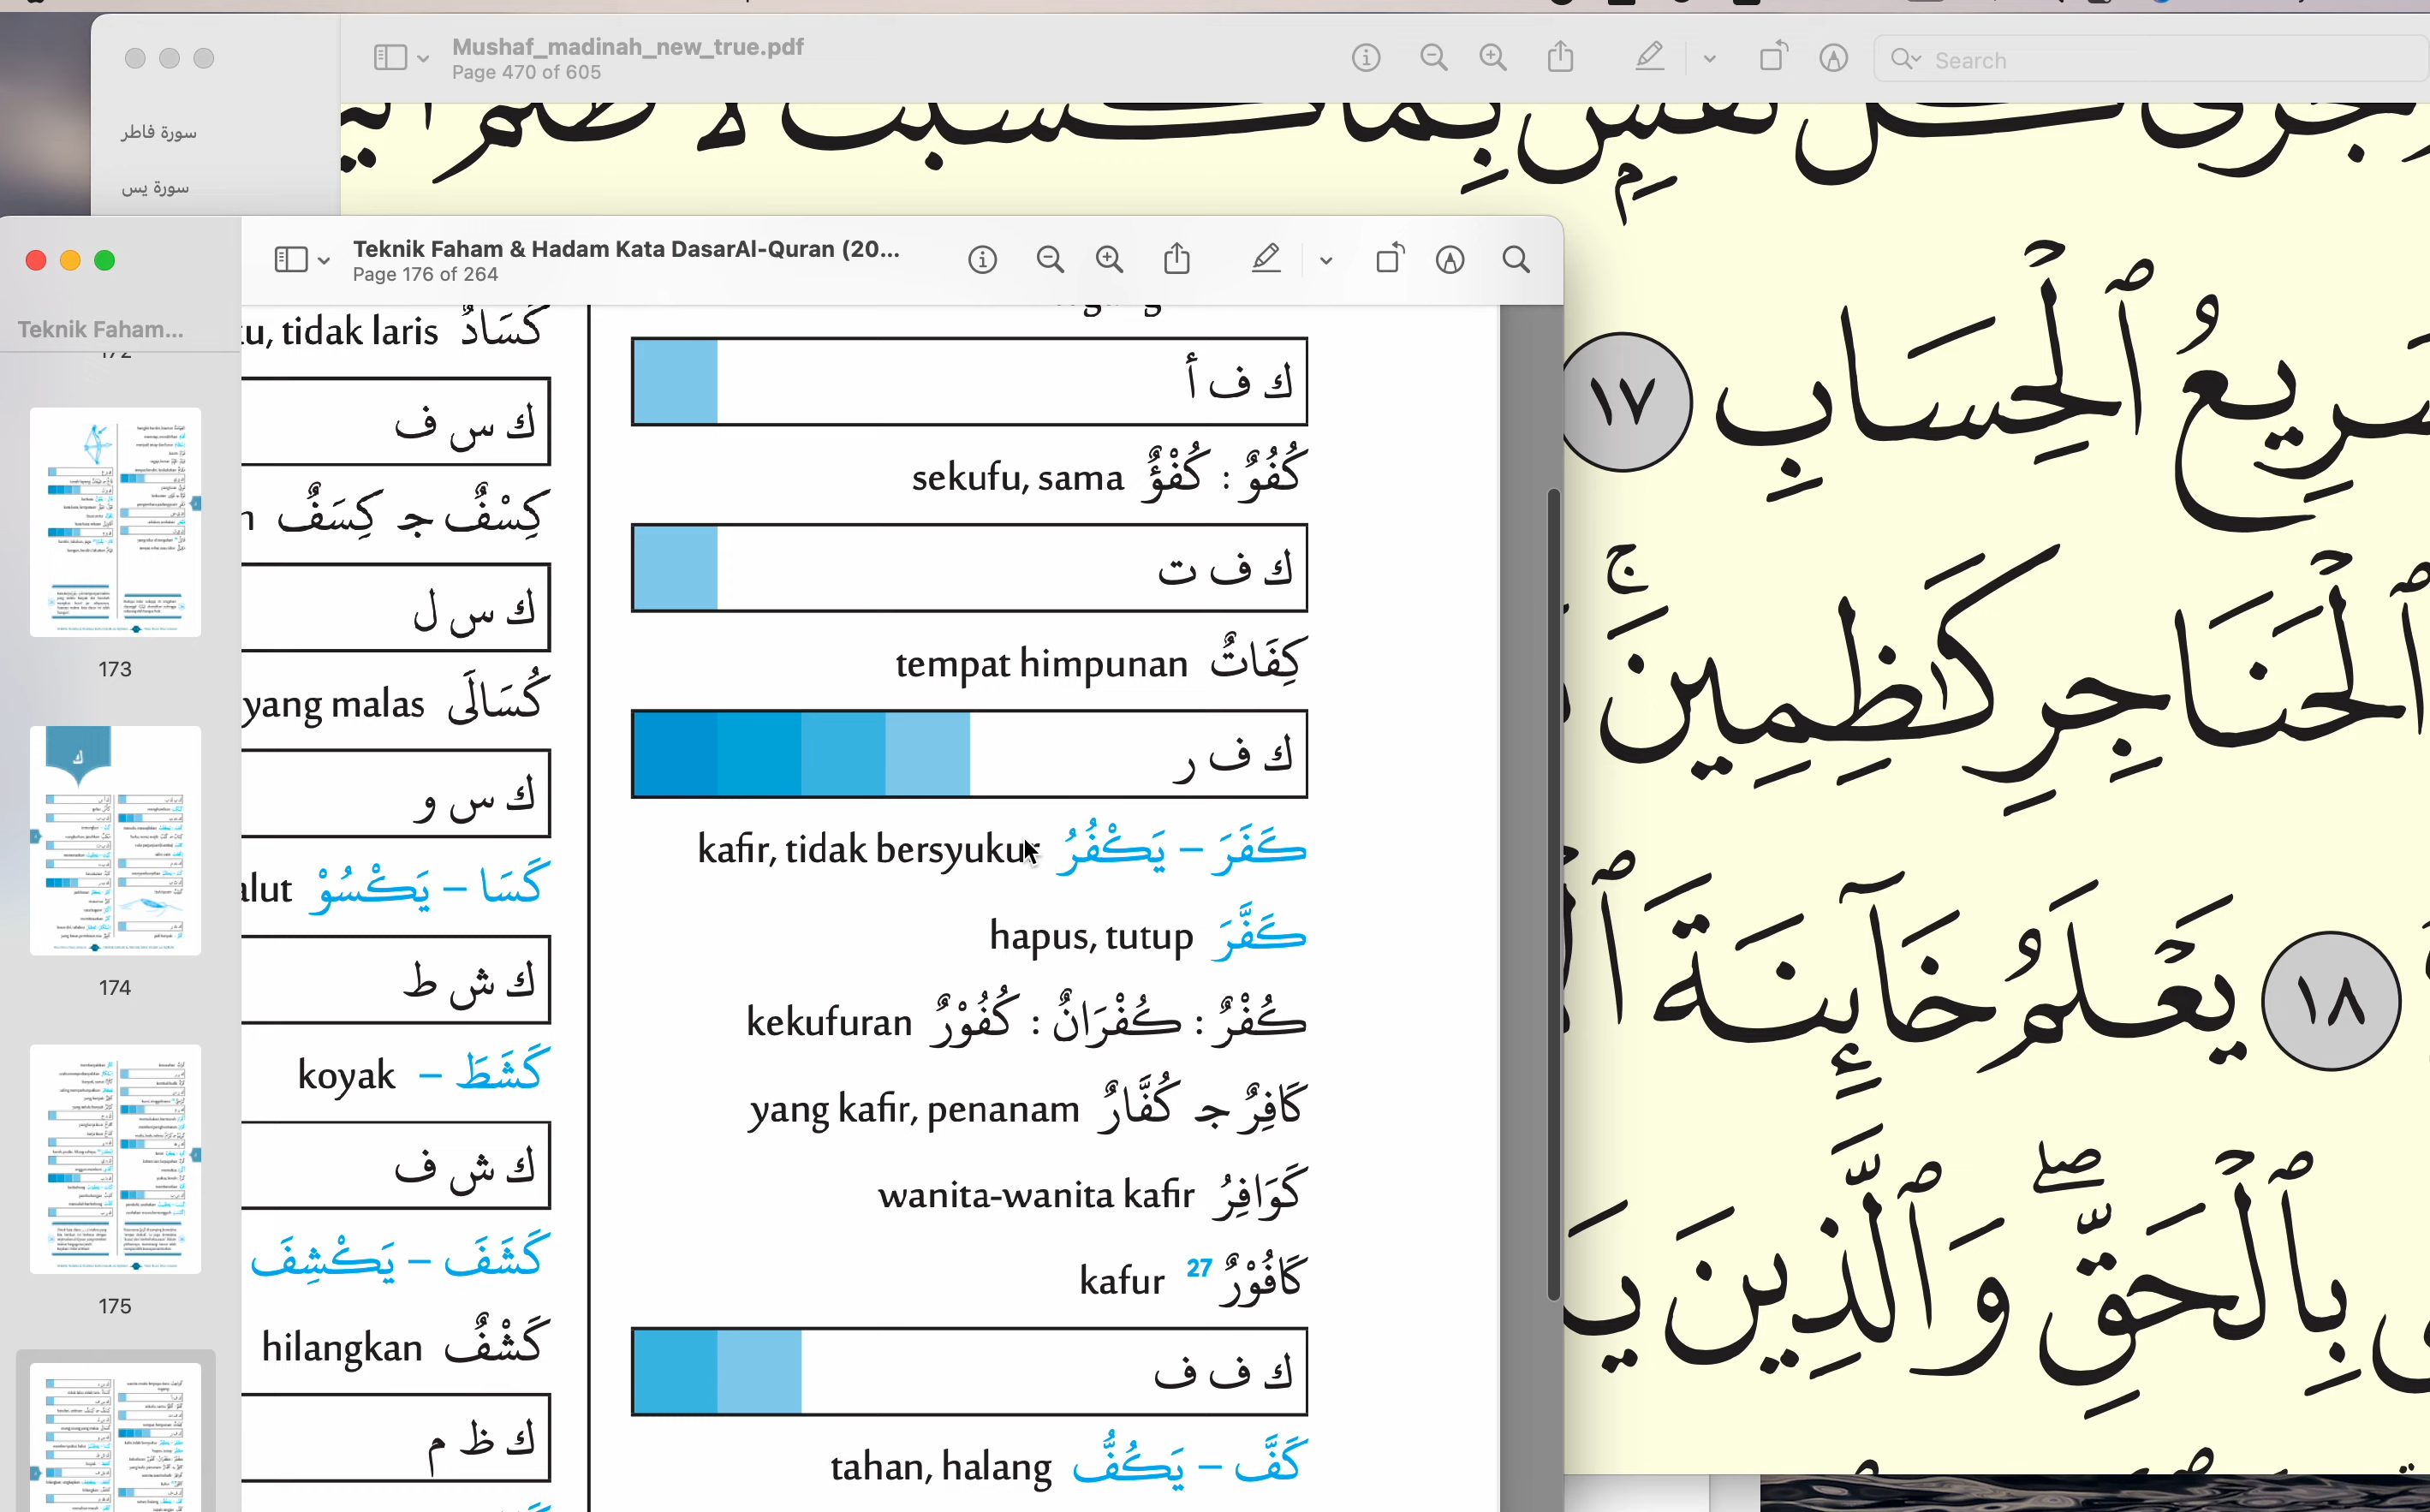 Mushaf_madinah_new_true.pdf
Page 470 of 605
Search
سورة فاطر
سورة يس
Teknik Faham & Hadam Kata DasarAl-Quran (20...
Page 176 of 264
Teknik Faham...
173
174
175
tidak laris كَسَادٌ
ك س ف
كِسْفٌ جـ كِسَفٌ
ك س ل
yang malas كُسَالَى
ك س و
كَسَا – يَكْسُوْ
ك ش ط
koyak – كَشَطَ
ك ش ف
كَشَفَ – يَكْشِفَ
hilangkan كَشْفٌ
ك ظ م
ك ف أ
sekufu, sama كُفُوٌ : كُفْؤٌ
ك ف ت
tempat himpunan كِفَاتٌ
ك ف ر
kafir, tidak bersyukur كَفَرَ – يَكْفُرُ
hapus, tutup كَفَّرَ
kekufuran كُفْرٌ : كُفْرَانٌ : كُفُوْرٌ
yang kafir, penanam كَافِرٌ جـ كُفَّارٌ
wanita-wanita kafir كَوَافِرُ
kafur 27 كَافُوْرٌ
ك ف ف
tahan, halang كَفَّ – يَكُفُّ
كُلُّ نَفْسٍۭ بِمَا كَسَبَتْ لَا ظُلْمَ
سَرِيعُ ٱلْحِسَابِ ١٧
ٱلْحَنَاجِرِ كَٰظِمِينَ ۚ
١٨ يَعْلَمُ خَآئِنَةَ
بِٱلْحَقِّ ۖ وَٱلَّذِينَ